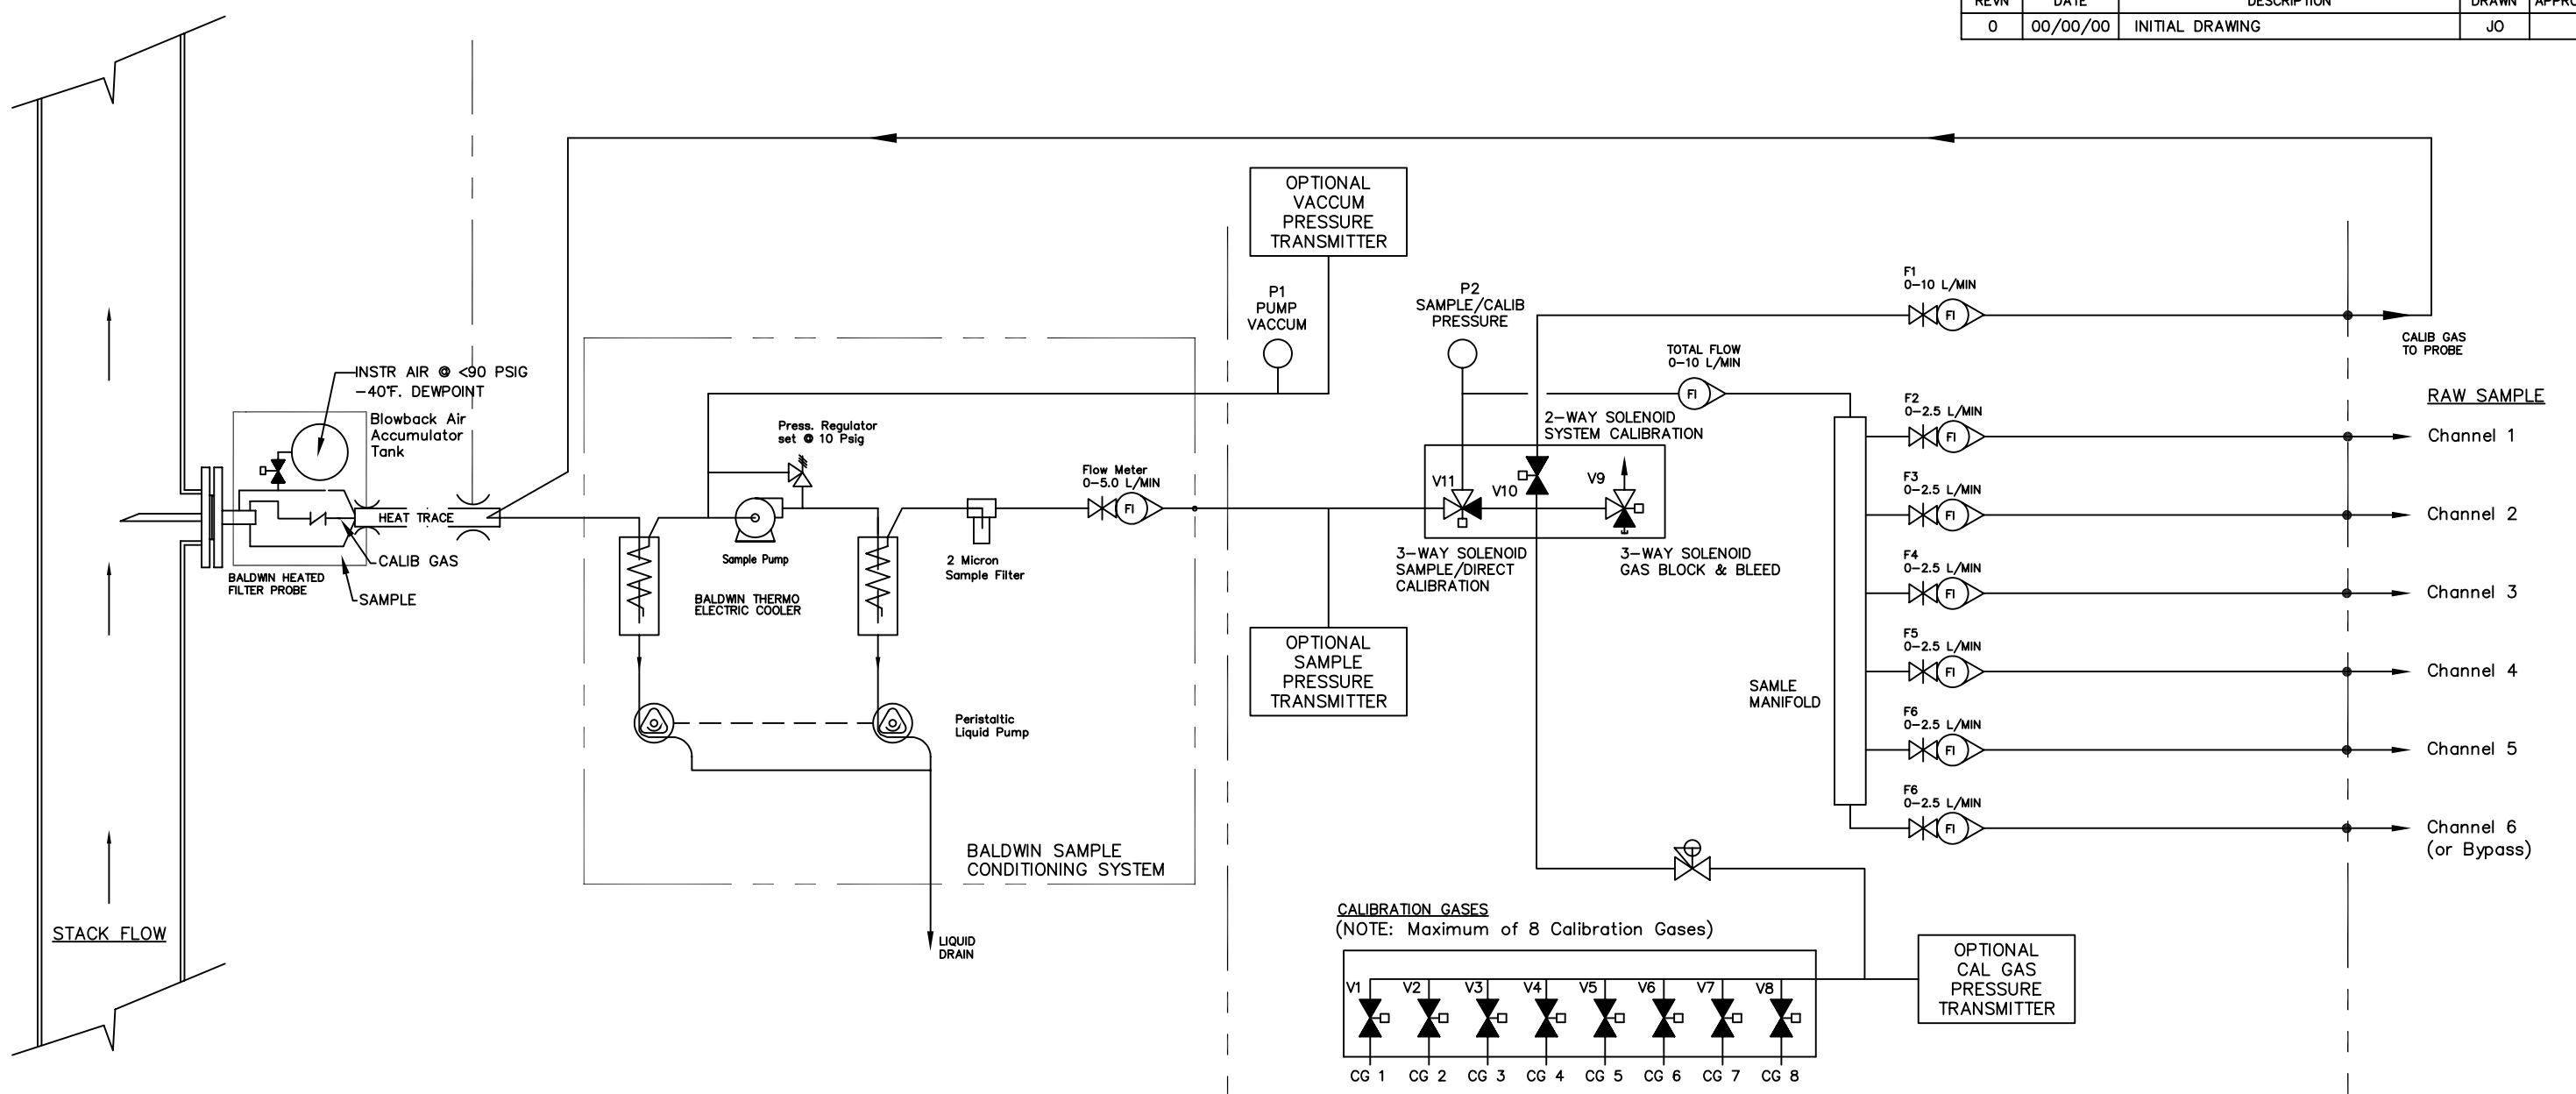 REVN DATE DESCRIPTION DRAWN
0 00/00/00 INITIAL DRAWING JO
OPTIONAL
VACCUM
PRESSURE
TRANSMITTER
P1
PUMP
VACCUM
P2
SAMPLE/CALIB
PRESSURE
F1
0-10 L/MIN
FI
CALIB GAS
TO PROBE
TOTAL FLOW
0-10 L/MIN
FI
INSTR AIR @ <90 PSIG
-40°F. DEWPOINT
Blowback Air
Accumulator
Tank
HEAT TRACE
CALIB GAS
SAMPLE
BALDWIN HEATED
FILTER PROBE
STACK FLOW
Press. Regulator
set @ 10 Psig
Sample Pump
BALDWIN THERMO
ELECTRIC COOLER
2 Micron
Sample Filter
Flow Meter
0-5.0 L/MIN
FI
Peristaltic
Liquid Pump
BALDWIN SAMPLE
CONDITIONING SYSTEM
LIQUID
DRAIN
2-WAY SOLENOID
SYSTEM CALIBRATION
V11
V10
V9
3-WAY SOLENOID
SAMPLE/DIRECT
CALIBRATION
3-WAY SOLENOID
GAS BLOCK & BLEED
OPTIONAL
SAMPLE
PRESSURE
TRANSMITTER
SAMLE
MANIFOLD
RAW SAMPLE
F2
0-2.5 L/MIN
FI
Channel 1
F3
0-2.5 L/MIN
FI
Channel 2
F4
0-2.5 L/MIN
FI
Channel 3
F5
0-2.5 L/MIN
FI
Channel 4
F6
0-2.5 L/MIN
FI
Channel 5
F6
0-2.5 L/MIN
FI
Channel 6
(or Bypass)
CALIBRATION GASES
(NOTE: Maximum of 8 Calibration Gases)
V1 V2 V3 V4 V5 V6 V7 V8
CG 1 CG 2 CG 3 CG 4 CG 5 CG 6 CG 7 CG 8
OPTIONAL
CAL GAS
PRESSURE
TRANSMITTER